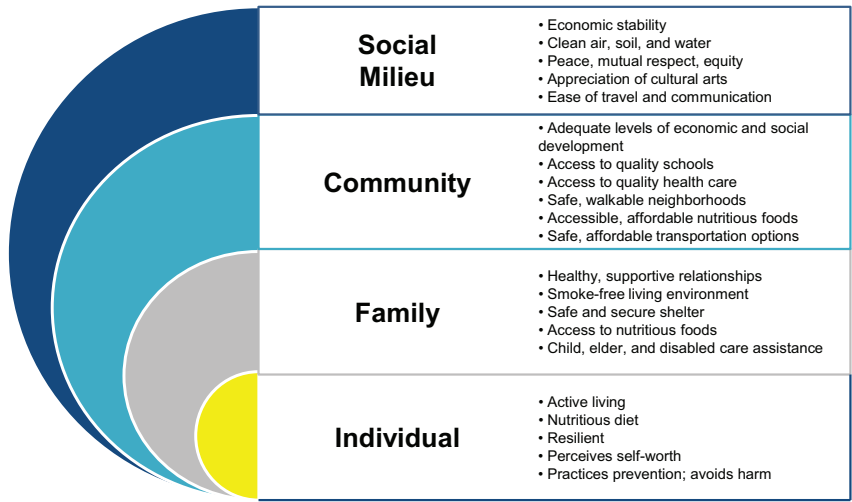 Social
Milieu
• Economic stability
• Clean air, soil, and water
• Peace, mutual respect, equity
• Appreciation of cultural arts
• Ease of travel and communication
Community
• Adequate levels of economic and social
development
• Access to quality schools
• Access to quality health care
• Safe, walkable neighborhoods
• Accessible, affordable nutritious foods
• Safe, affordable transportation options
Family
• Healthy, supportive relationships
• Smoke-free living environment
• Safe and secure shelter
• Access to nutritious foods
• Child, elder, and disabled care assistance
Individual
• Active living
• Nutritious diet
• Resilient
• Perceives self-worth
• Practices prevention; avoids harm